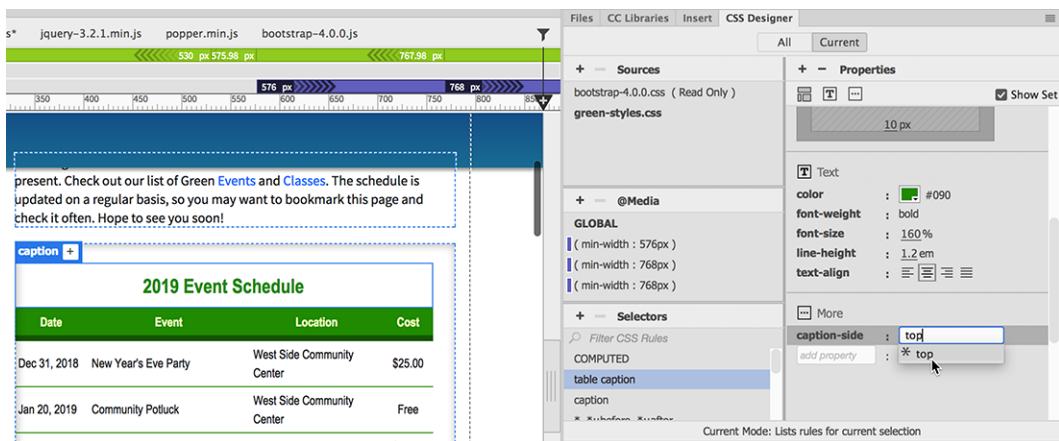 Files CC Libraries Insert CSS Designer
s* jquery-3.2.1.min.js popper.min.js bootstrap-4.0.0.js
All Current
530 px 575.98 px 767.98 px
576 px 768 px
350 400 450 500 550 600 650 700 750 800 85
present. Check out our list of Green Events and Classes. The schedule is
updated on a regular basis, so you may want to bookmark this page and
check it often. Hope to see you soon!
caption +
2019 Event Schedule
Date Event Location Cost
Dec 31, 2018 New Year's Eve Party West Side Community Center $25.00
Jan 20, 2019 Community Potluck West Side Community Center Free
+ − Sources
bootstrap-4.0.0.css ( Read Only )
green-styles.css
+ − @Media
GLOBAL
( min-width : 576px )
( min-width : 768px )
( min-width : 768px )
+ − Selectors
Filter CSS Rules
COMPUTED
table caption
caption
*, *::before, *::after
+ − Properties
T Show Set
10 px
T Text
color : #090
font-weight : bold
font-size : 160 %
line-height : 1.2 em
text-align :
More
caption-side : top
add property : * top
Current Mode: Lists rules for current selection